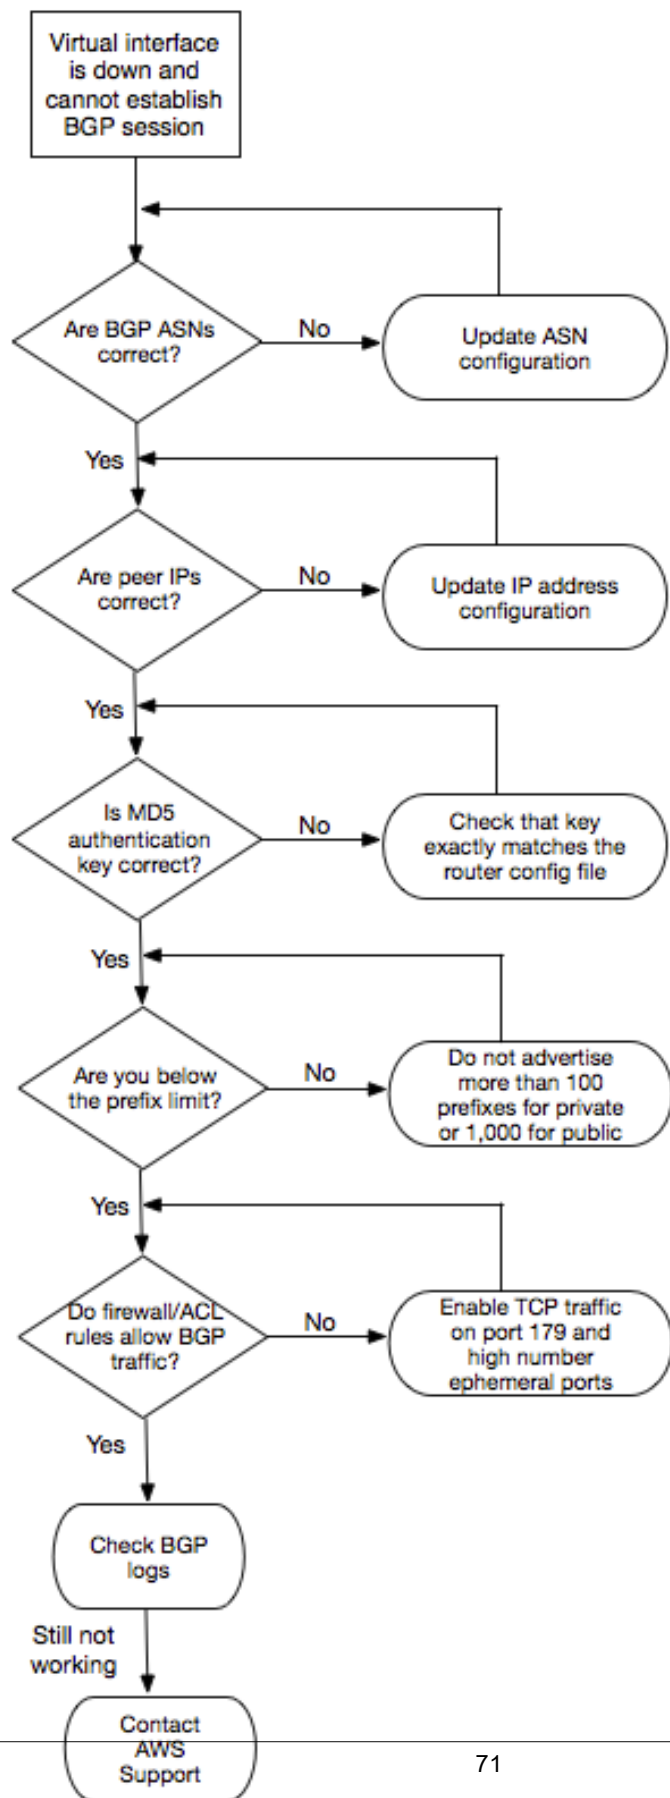 Virtual interface
is down and
cannot establish
BGP session
Are BGP ASNs
correct?
No
Update ASN
configuration
Yes
Are peer IPs
correct?
No
Update IP address
configuration
Yes
Is MD5
authentication
key correct?
No
Check that key
exactly matches the
router config file
Yes
Are you below
the prefix limit?
No
Do not advertise
more than 100
prefixes for private
or 1,000 for public
Yes
Do firewall/ACL
rules allow BGP
traffic?
No
Enable TCP traffic
on port 179 and
high number
ephemeral ports
Yes
Check BGP
logs
Still not
working
Contact
AWS
Support
71